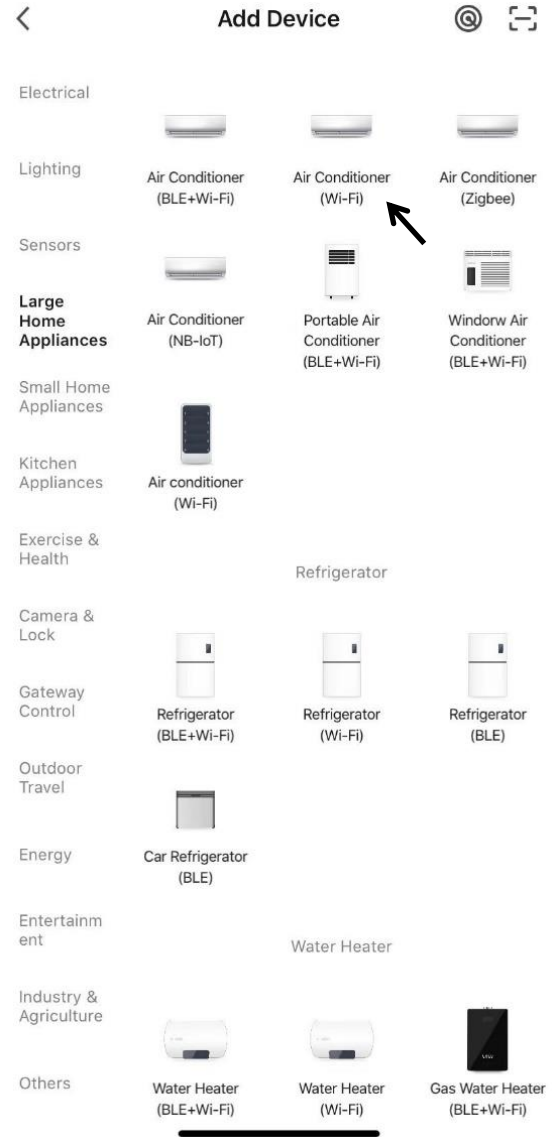 Add Device
Electrical
Lighting
Sensors
Large
Home
Appliances
Small Home
Appliances
Kitchen
Appliances
Exercise &
Health
Camera &
Lock
Gateway
Control
Outdoor
Travel
Energy
Entertainm
ent
Industry &
Agriculture
Others
Air Conditioner
(BLE+Wi-Fi)
Air Conditioner
(Wi-Fi)
Air Conditioner
(Zigbee)
Air Conditioner
(NB-IoT)
Portable Air
Conditioner
(BLE+Wi-Fi)
Windorw Air
Conditioner
(BLE+Wi-Fi)
Air conditioner
(Wi-Fi)
Refrigerator
Refrigerator
(BLE+Wi-Fi)
Refrigerator
(Wi-Fi)
Refrigerator
(BLE)
Car Refrigerator
(BLE)
Water Heater
Water Heater
(BLE+Wi-Fi)
Water Heater
(Wi-Fi)
Gas Water Heater
(BLE+Wi-Fi)